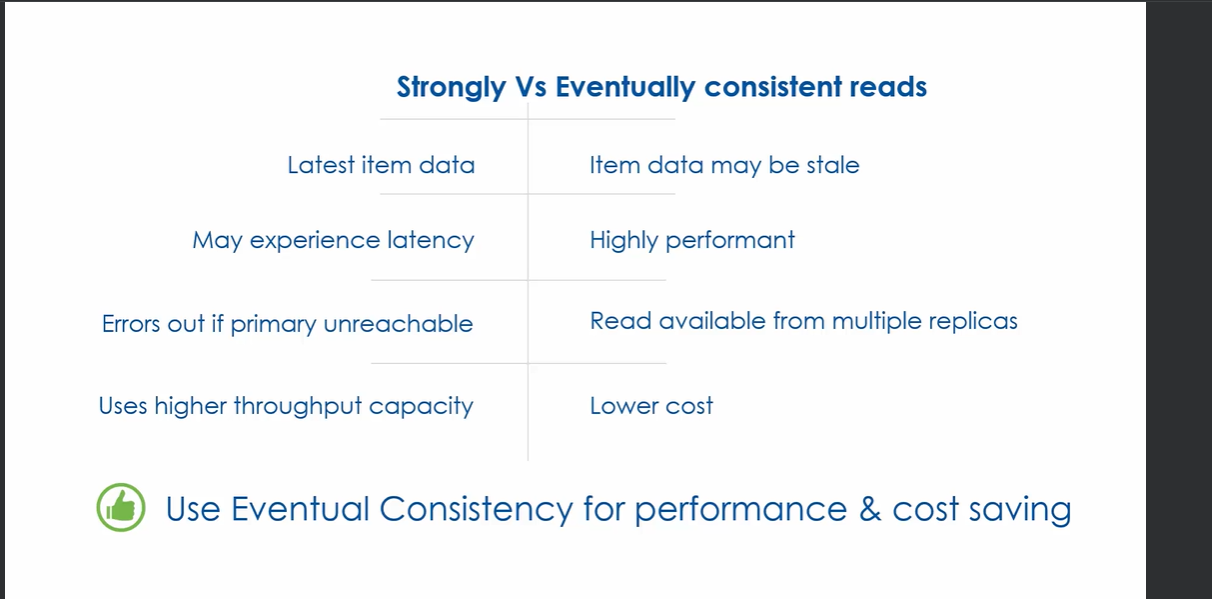 Strongly Vs Eventually consistent reads
Latest item data
Item data may be stale
May experience latency
Highly performant
Errors out if primary unreachable
Read available from multiple replicas
Uses higher throughput capacity
Lower cost
Use Eventual Consistency for performance & cost saving